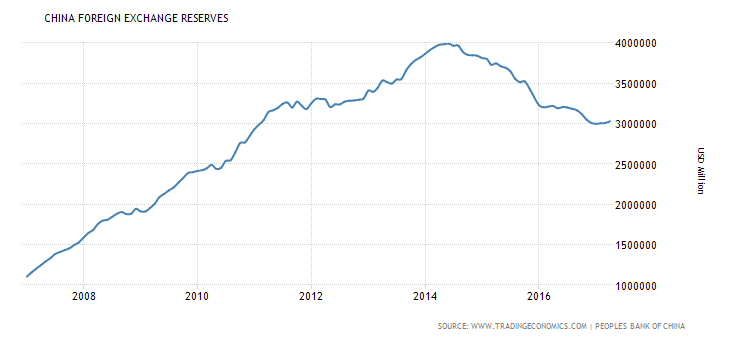 CHINA FOREIGN EXCHANGE RESERVES
4000000
3500000
3000000
2500000
2000000
1500000
1000000
USD Million
2008 2010 2012 2014 2016
SOURCE: WWW.TRADINGECONOMICS.COM | PEOPLES BANK OF CHINA